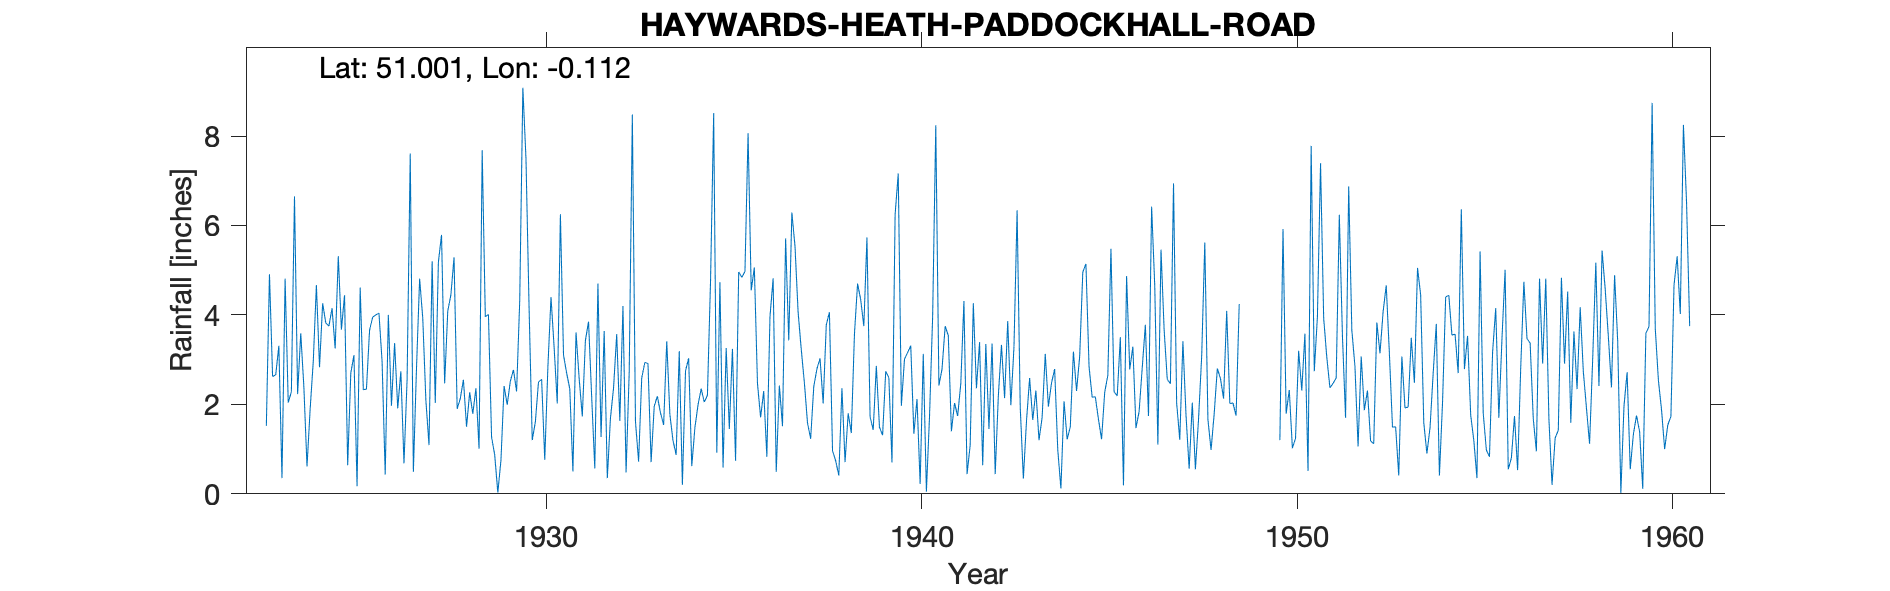 HAYWARDS-HEATH-PADDOCKHALL-ROAD
Lat: 51.001, Lon: -0.112
8
6
4
2
0
Rainfall [inches]
1930 1940 1950 1960
Year